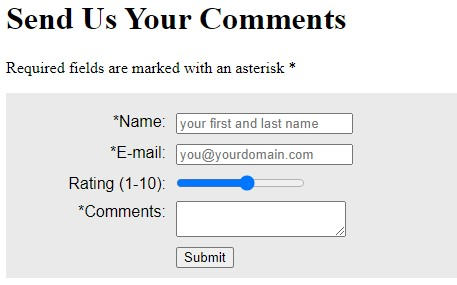 Send Us Your Comments
Required fields are marked with an asterisk *
*Name: your first and last name
*E-mail: you@yourdomain.com
Rating (1-10):
*Comments:
Submit